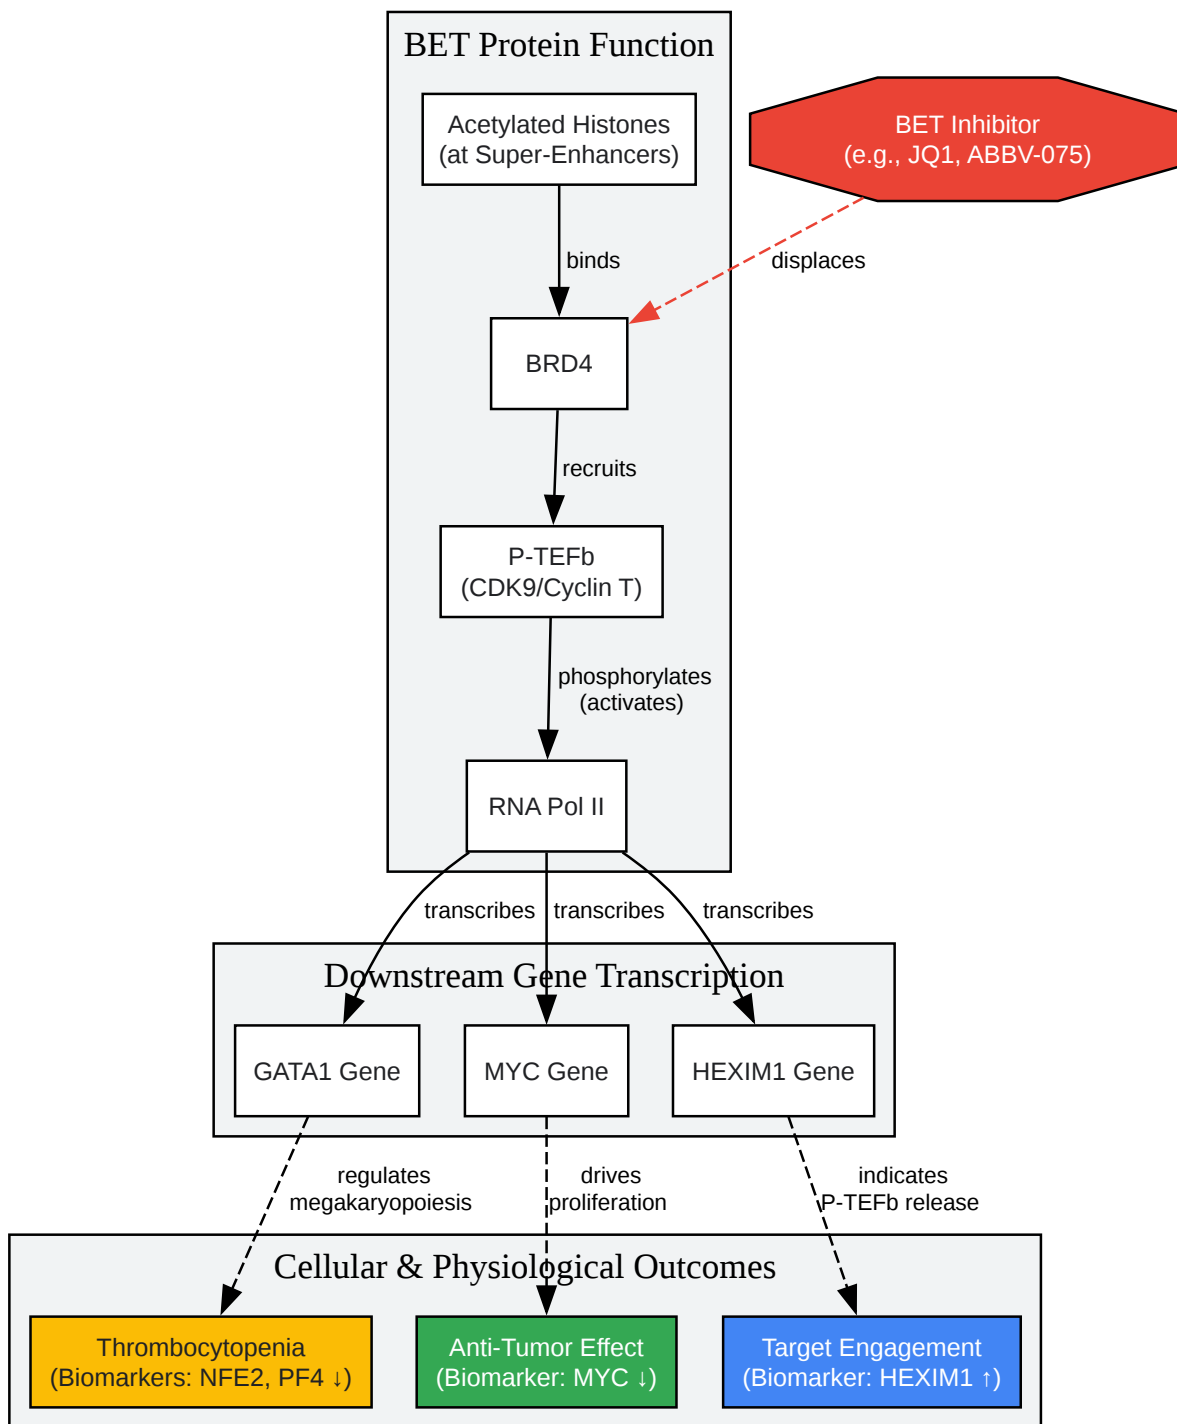 BET Protein Function
Acetylated Histones
(at Super-Enhancers)
BET Inhibitor
(e.g., JQ1, ABBV-075)
binds
displaces
BRD4
recruits
P-TEFb
(CDK9/Cyclin T)
phosphorylates
(activates)
RNA Pol II
transcribes
transcribes
transcribes
Downstream Gene Transcription
GATA1 Gene
MYC Gene
HEXIM1 Gene
regulates
megakaryopoiesis
drives
proliferation
indicates
P-TEFb release
Cellular & Physiological Outcomes
Thrombocytopenia
(Biomarkers: NFE2, PF4 ↓)
Anti-Tumor Effect
(Biomarker: MYC ↓)
Target Engagement
(Biomarker: HEXIM1 ↑)